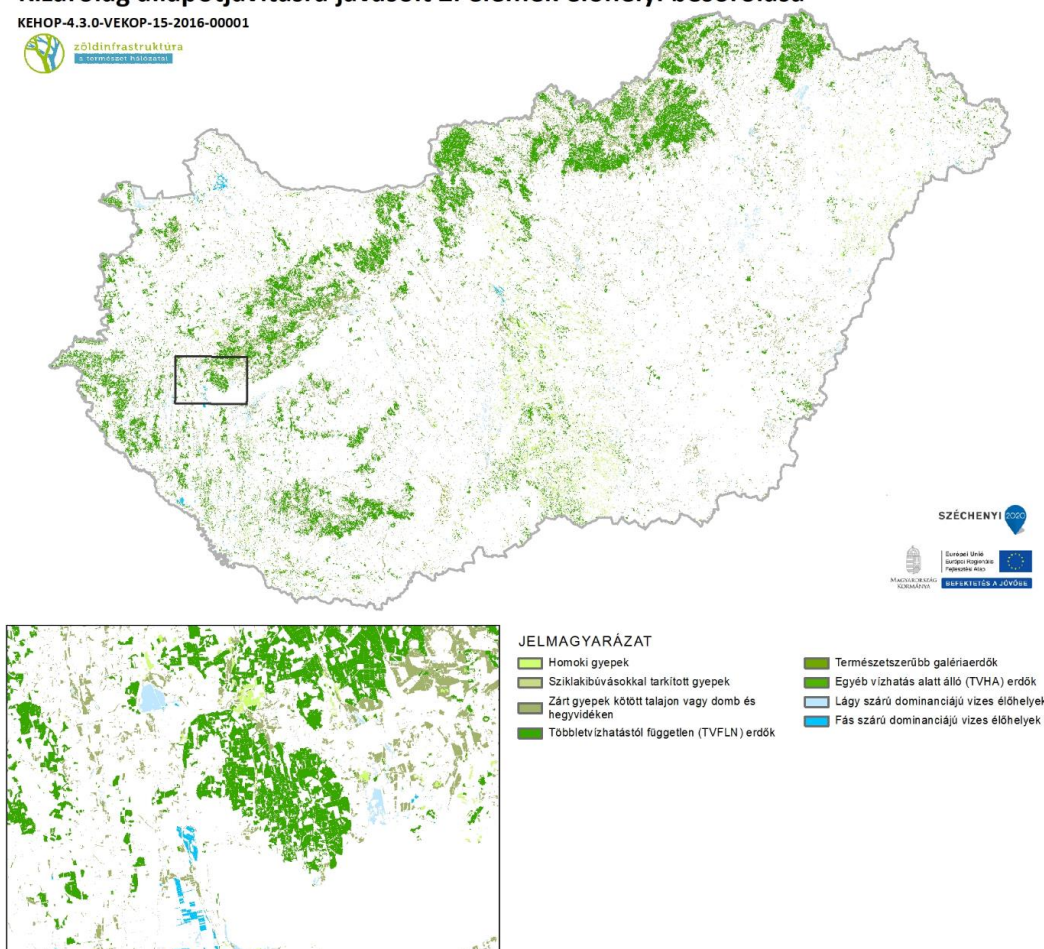 KEHOP-4.3.0-VEKOP-15-2016-00001
zöldinfrastruktúra
a természet hálózatai
SZÉCHENYI 2020
MAGYARORSZÁG
KORMÁNYA
Európai Unió
Európai Regionális
Fejlesztési Alap
BEFEKTETÉS A JÖVŐBE
JELMAGYARÁZAT
Homoki gyepek
Sziklakibúvásokkal tarkított gyepek
Zárt gyepek kötött talajon vagy domb és
hegyvidéken
Többletvízhatástól független (TVFLN) erdők
Természetszerűbb galériaerdők
Egyéb vízhatás alatt álló (TVHA) erdők
Lágy szárú dominanciájú vizes élőhelyek
Fás szárú dominanciájú vizes élőhelyek